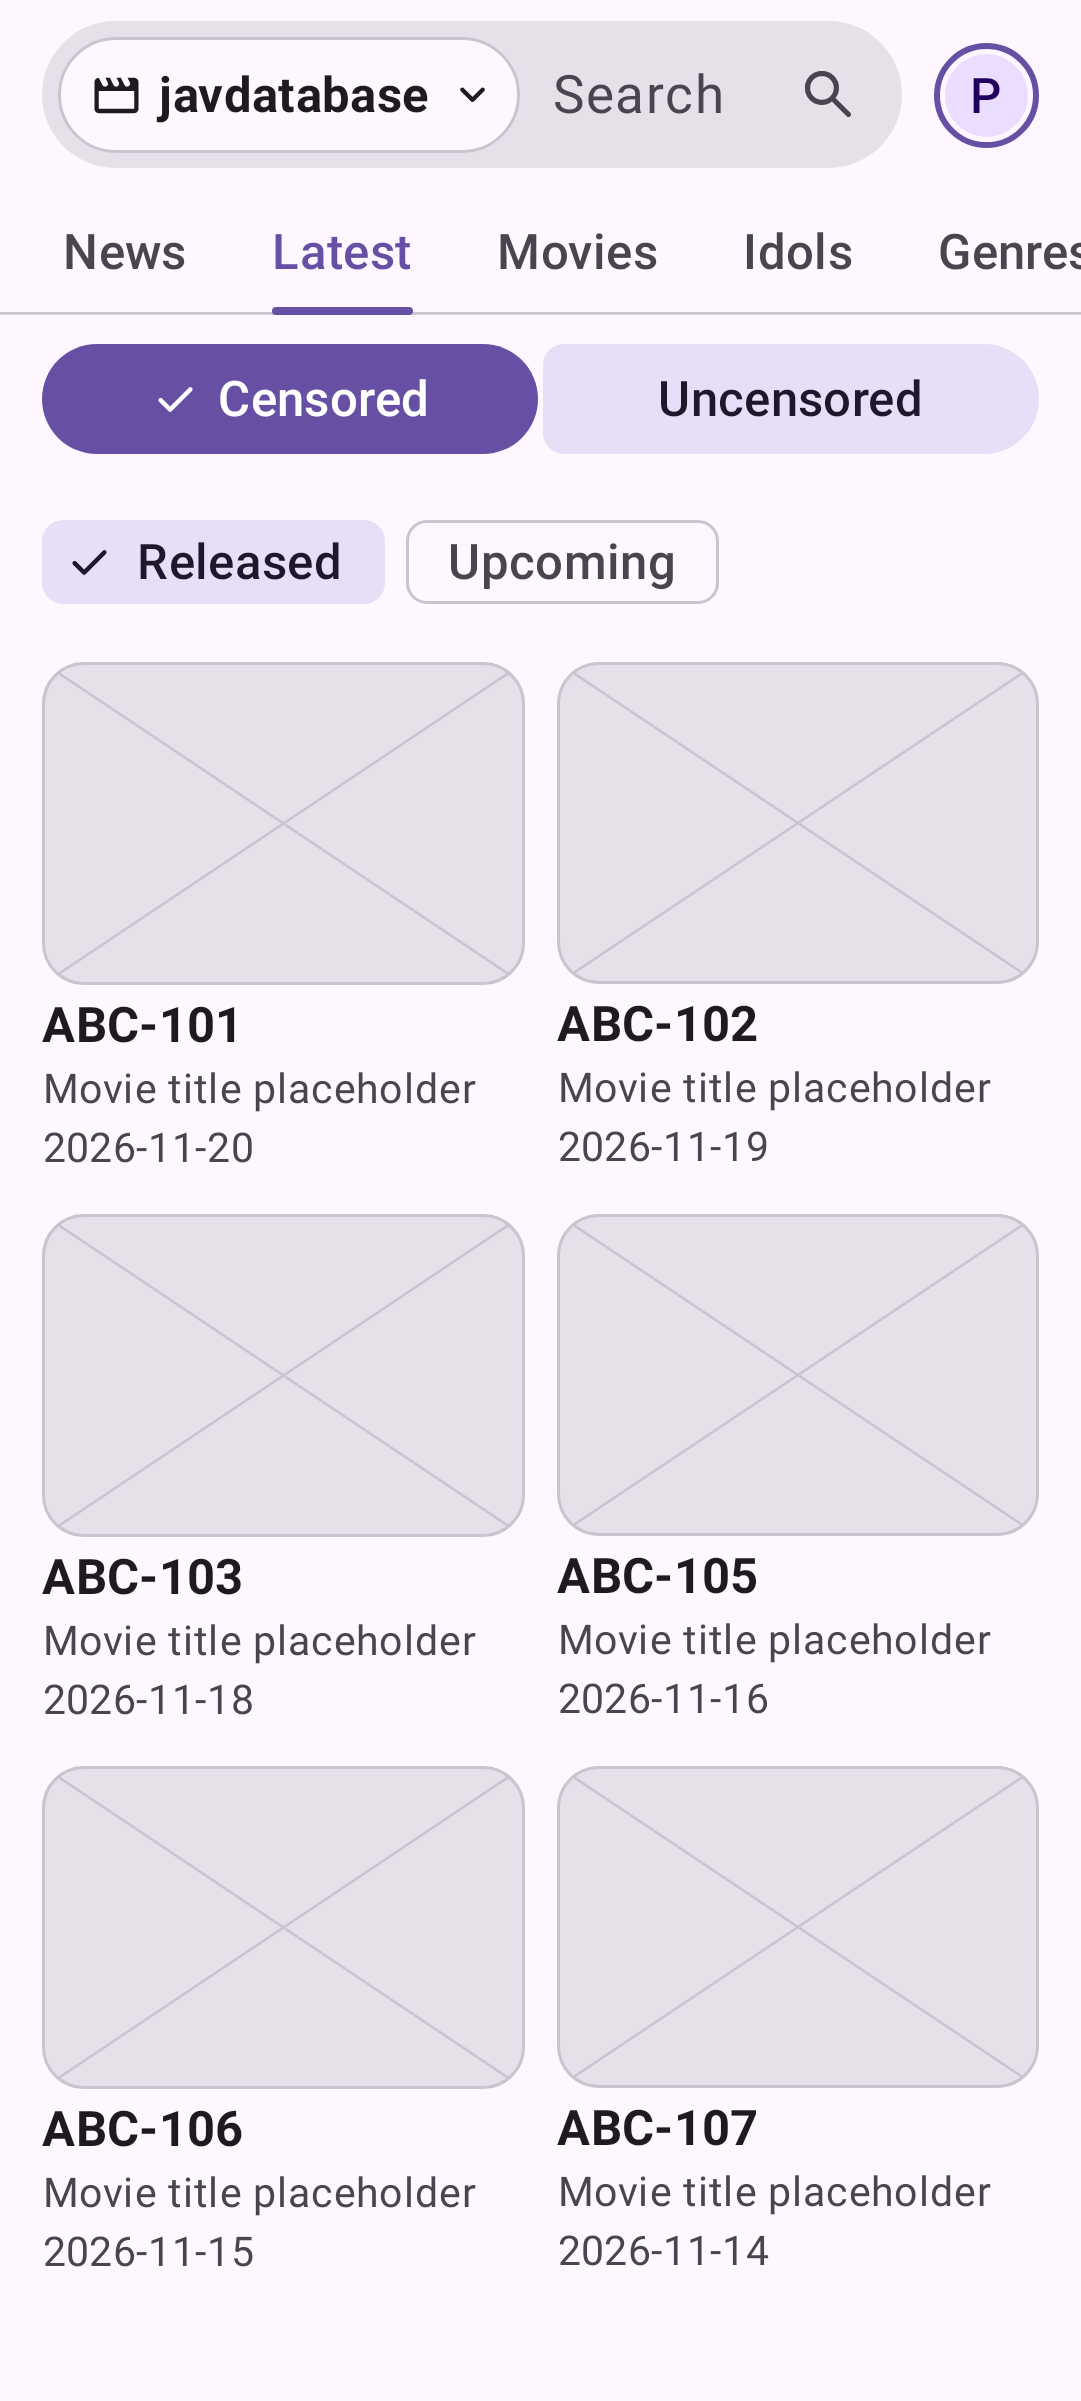 javdatabase Search P
News Latest Movies Idols Genres
Censored Uncensored
Released Upcoming
ABC-101
Movie title placeholder
2026-11-20
ABC-102
Movie title placeholder
2026-11-19
ABC-103
Movie title placeholder
2026-11-18
ABC-105
Movie title placeholder
2026-11-16
ABC-106
Movie title placeholder
2026-11-15
ABC-107
Movie title placeholder
2026-11-14